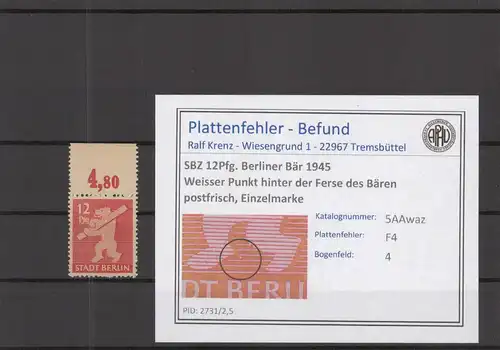 4,80
12
STADT BERLIN
Plattenfehler - Befund
Ralf Krenz - Wiesengrund 1 - 22967 Tremsbüttel
SBZ 12Pfg. Berliner Bär 1945
Weisser Punkt hinter der Ferse des Bären
postfrisch, Einzelmarke
Katalognummer: 5AAwaz
Plattenfehler: F4
Bogenfeld: 4
DT BERLI
PID: 2731/2,5